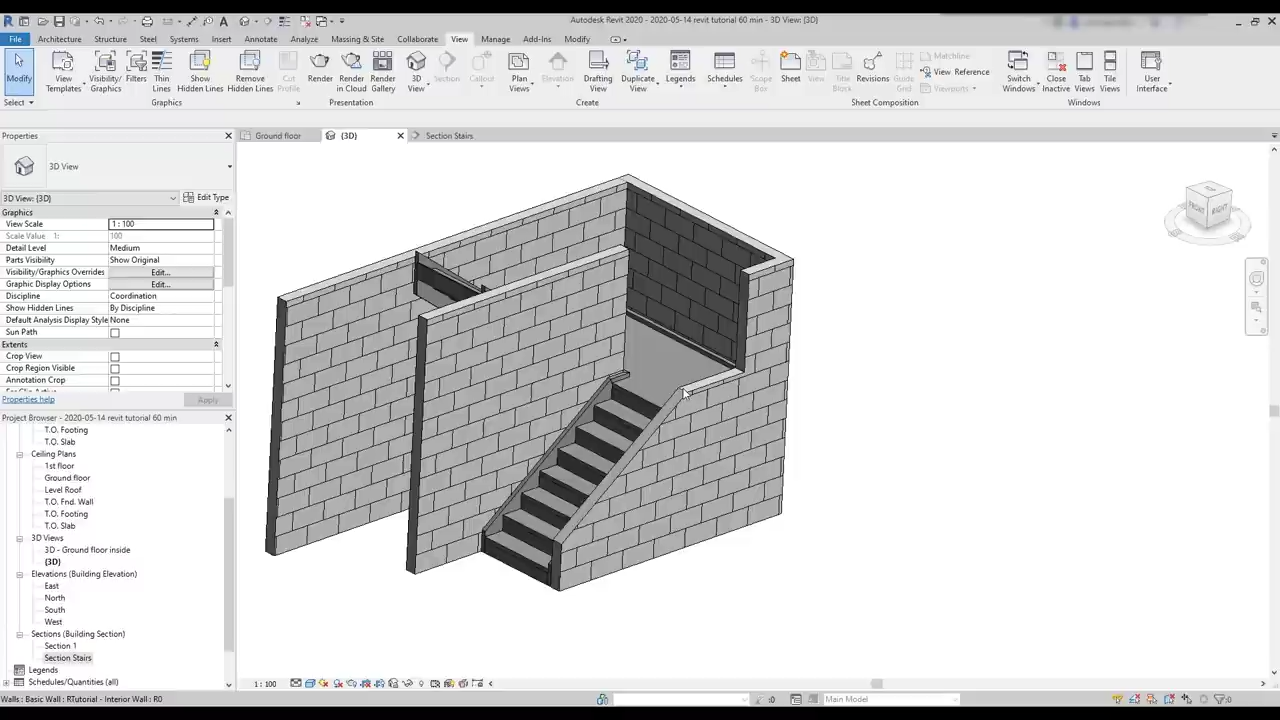 Autodesk Revit 2020 - 2020-05-14 revit tutorial 60 min - 3D View: {3D}
File Architecture Structure Steel Systems Insert Annotate Analyze Massing & Site Collaborate View Manage Add-Ins Modify
Modify
View Templates
Visibility/ Graphics
Filters
Thin Lines
Show Hidden Lines
Remove Hidden Lines
Cut Profile
Render
Render in Cloud
Render Gallery
3D View
Section
Callout
Plan Views
Elevation
Drafting View
Duplicate View
Legends
Schedules
Scope Box
Sheet
View
Title Block
Revisions
Guide Grid
Matchline
View Reference
Viewports
Switch Windows
Close Inactive
Tab Views
Tile Views
User Interface
Select Graphics Presentation Create Sheet Composition Windows
Properties
Ground floor
{3D}
Section Stairs
3D View
3D View: {3D}
Edit Type
Graphics
View Scale 1 : 100
Scale Value 1: 100
Detail Level Medium
Parts Visibility Show Original
Visibility/Graphics Overrides Edit...
Graphic Display Options Edit...
Discipline Coordination
Show Hidden Lines By Discipline
Default Analysis Display Style None
Sun Path
Extents
Crop View
Crop Region Visible
Annotation Crop
Properties help
Apply
Project Browser - 2020-05-14 revit tutorial 60 min
T.O. Footing
T.O. Slab
Ceiling Plans
1st floor
Ground floor
Level Roof
T.O. Fnd. Wall
T.O. Footing
T.O. Slab
3D Views
3D - Ground floor inside
{3D}
Elevations (Building Elevation)
East
North
South
West
Sections (Building Section)
Section 1
Section Stairs
Legends
Schedules/Quantities (all)
FRONT
RIGHT
1 : 100
Walls : Basic Wall : RTutorial - Interior Wall : R0
:0
Main Model
:0